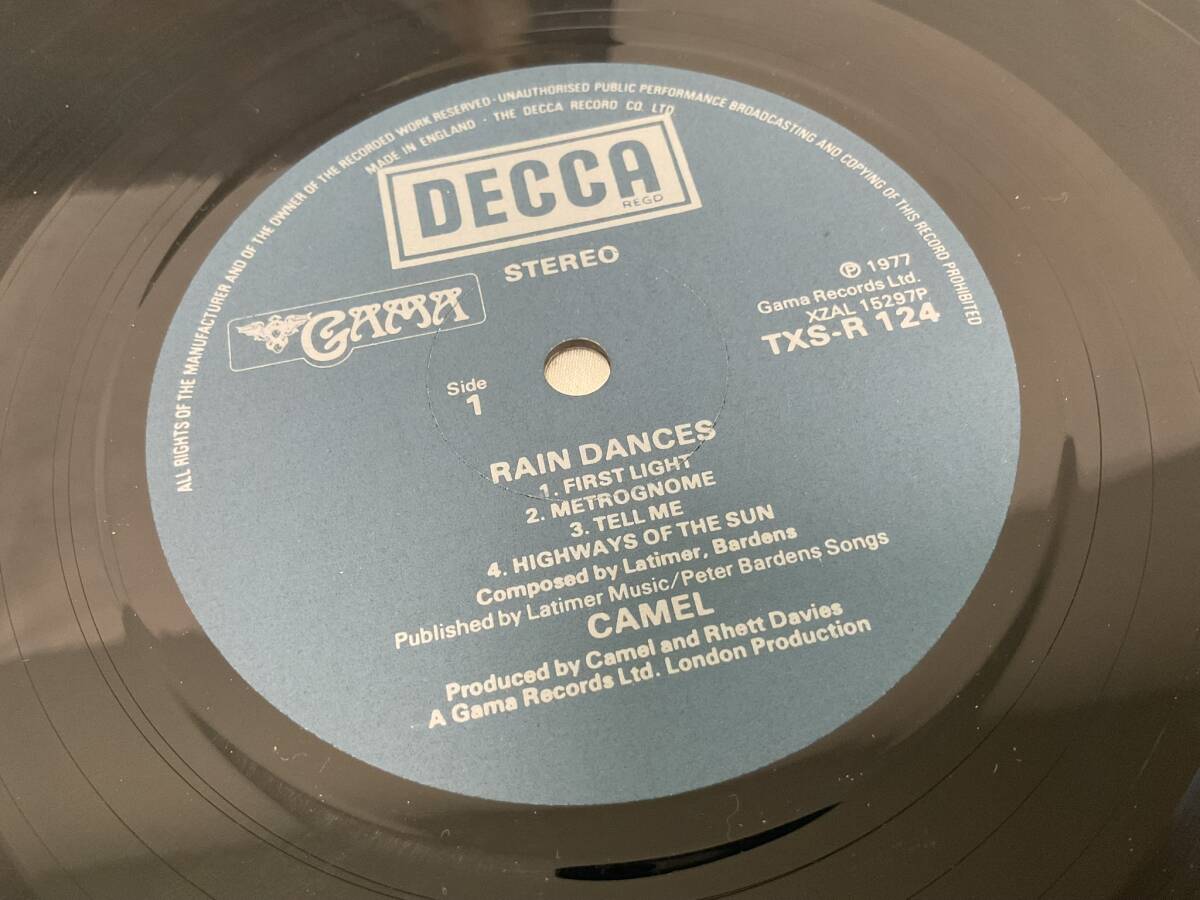 ALL RIGHTS OF THE MANUFACTURER AND OF THE OWNER OF THE RECORDED WORK RESERVED · UNAUTHORISED PUBLIC PERFORMANCE BROADCASTING AND COPYING OF THIS RECORD PROHIBITED
MADE IN ENGLAND · THE DECCA RECORD CO. LTD.
DECCA
REGD
STEREO
GAMA
℗ 1977
Gama Records Ltd.
XZAL 15297P
TXS-R 124
Side
1
RAIN DANCES
1. FIRST LIGHT
2. METROGNOME
3. TELL ME
4. HIGHWAYS OF THE SUN
Composed by Latimer, Bardens
Published by Latimer Music/Peter Bardens Songs
CAMEL
Produced by Camel and Rhett Davies
A Gama Records Ltd. London Production